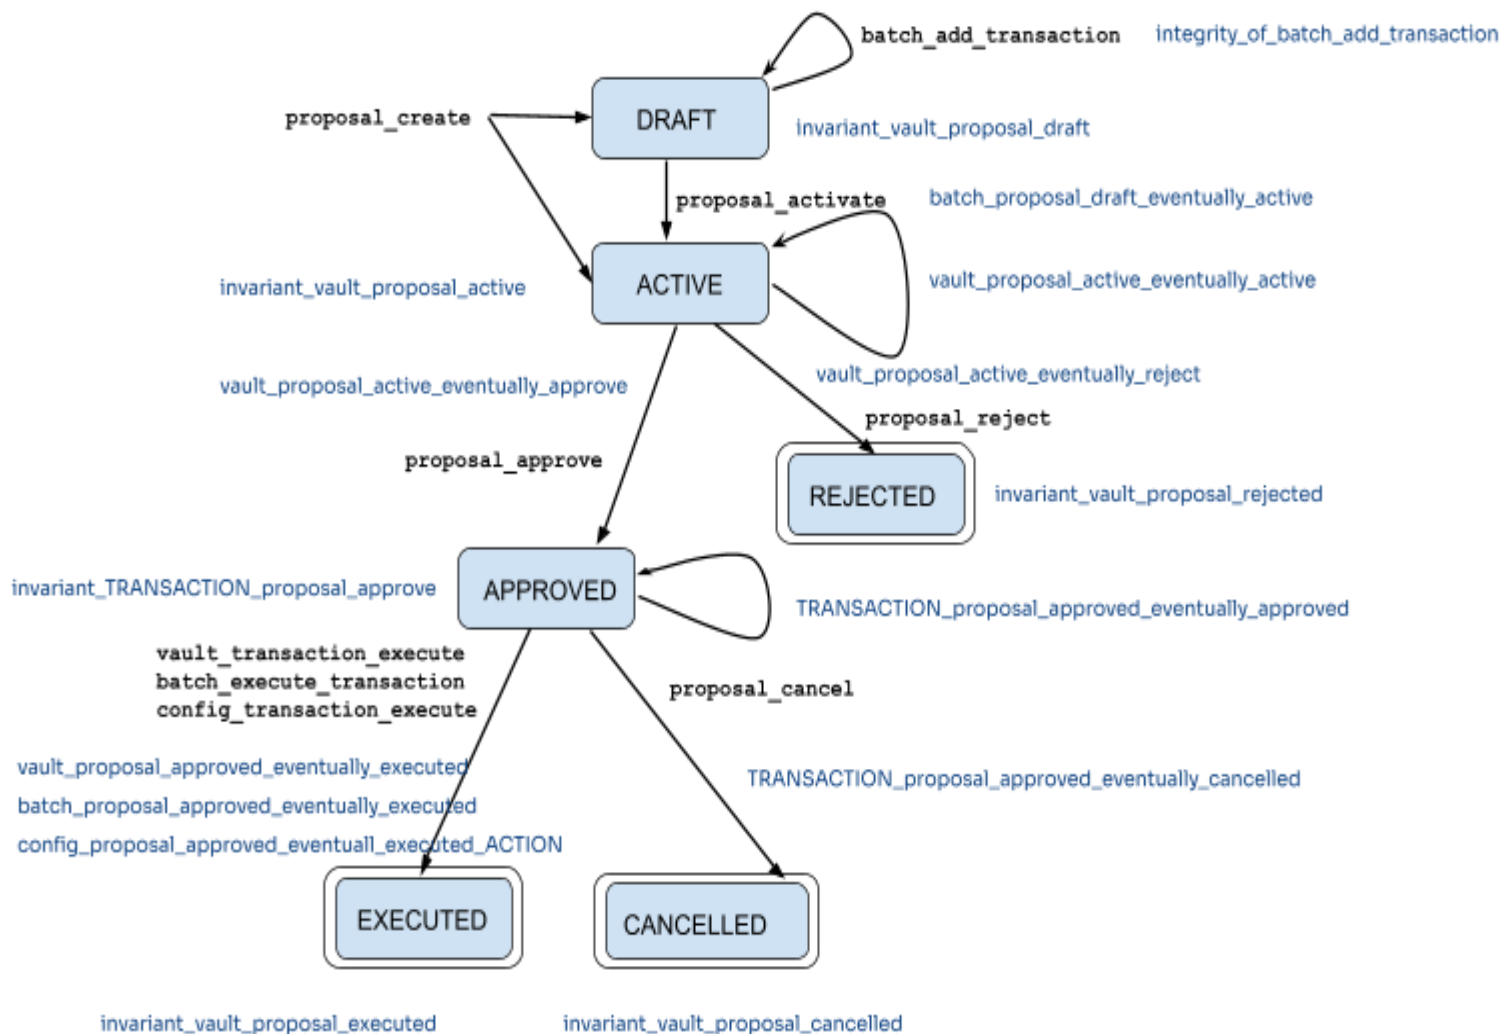 batch_add_transaction
integrity_of_batch_add_transaction
proposal_create
DRAFT
invariant_vault_proposal_draft
proposal_activate
batch_proposal_draft_eventually_active
invariant_vault_proposal_active
ACTIVE
vault_proposal_active_eventually_active
vault_proposal_active_eventually_approve
vault_proposal_active_eventually_reject
proposal_reject
proposal_approve
REJECTED
invariant_vault_proposal_rejected
invariant_TRANSACTION_proposal_approve
APPROVED
TRANSACTION_proposal_approved_eventually_approved
vault_transaction_execute
batch_execute_transaction
config_transaction_execute
proposal_cancel
vault_proposal_approved_eventually_executed
batch_proposal_approved_eventually_executed
config_proposal_approved_eventuall_executed_ACTION
TRANSACTION_proposal_approved_eventually_cancelled
EXECUTED
CANCELLED
invariant_vault_proposal_executed
invariant_vault_proposal_cancelled